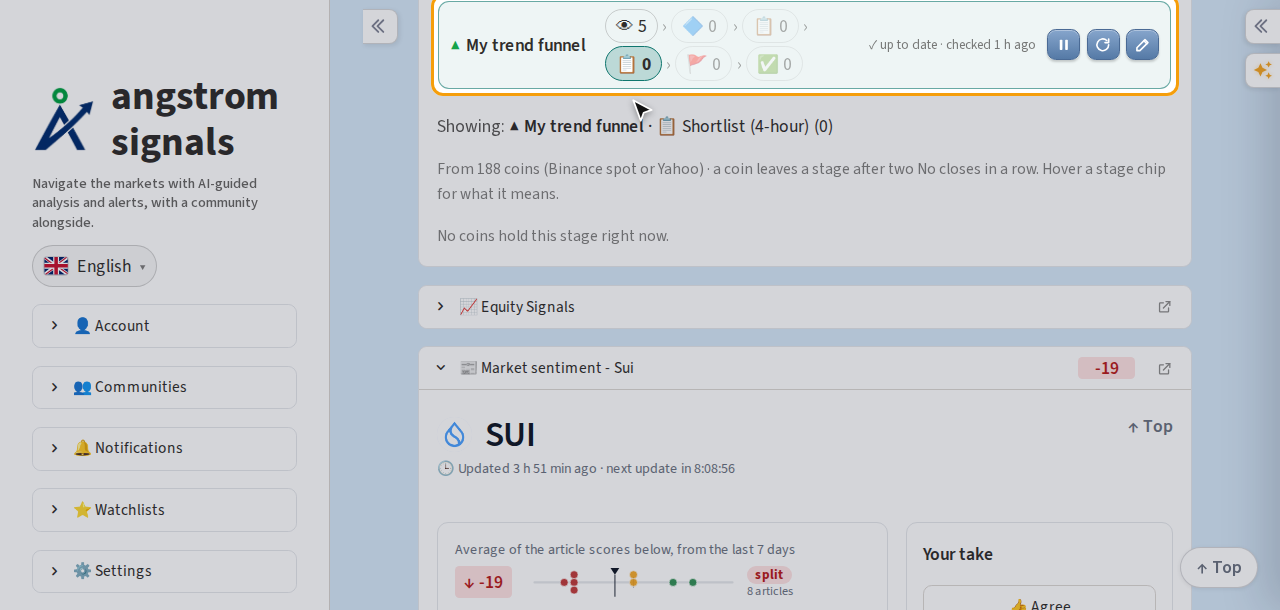 angstrom
signals
Navigate the markets with AI-guided
analysis and alerts, with a community
alongside.
English
Account
Communities
Notifications
Watchlists
Settings
My trend funnel
5 › 0 › 0 ›
0 › 0 › 0
✓ up to date · checked 1 h ago
Showing: ▲ My trend funnel · 📋 Shortlist (4-hour) (0)
From 188 coins (Binance spot or Yahoo) · a coin leaves a stage after two No closes in a row. Hover a stage chip
for what it means.
No coins hold this stage right now.
Equity Signals
Market sentiment - Sui
-19
SUI
↑ Top
Updated 3 h 51 min ago · next update in 8:08:56
Average of the article scores below, from the last 7 days
↓ -19
split
8 articles
Your take
Agree
↑ Top